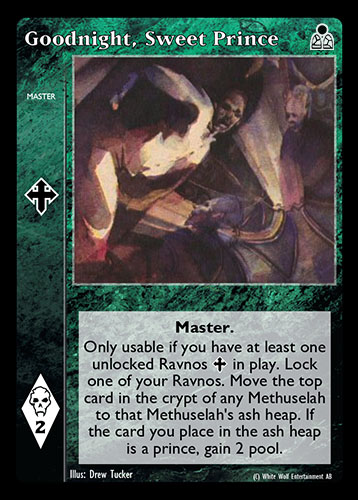 Goodnight, Sweet Prince
MASTER
Master.
Only usable if you have at least one
unlocked Ravnos in play. Lock
one of your Ravnos. Move the top
card in the crypt of any Methuselah
to that Methuselah's ash heap. If
the card you place in the ash heap
is a prince, gain 2 pool.
2
Illus: Drew Tucker
(C) White Wolf Entertainment AB